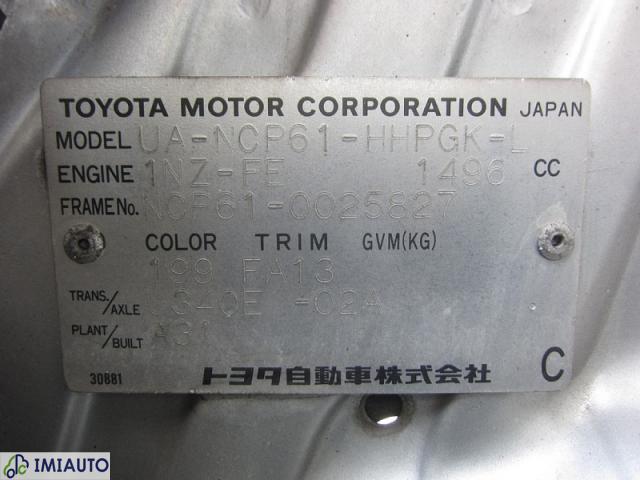 TOYOTA MOTOR CORPORATION JAPAN
MODEL UA-NCP61-HHPGK-L
ENGINE 1NZ-FE 1496 CC
FRAME No. NCP61-0025827
COLOR TRIM GVM(KG)
199 FA13
TRANS./AXLE -02A
PLANT/BUILT A31
30881 トヨタ自動車株式会社 C
IMIAUTO